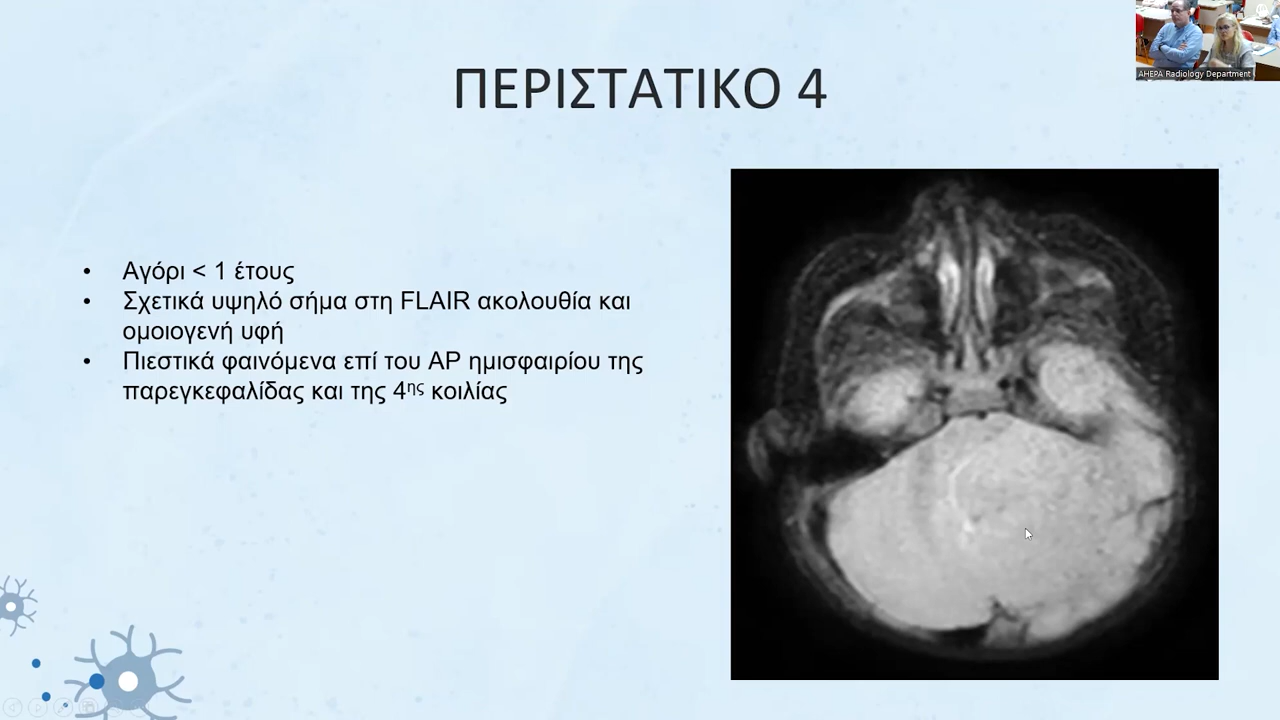 AHEPA Radiology Department
ΠΕΡΙΣΤΑΤΙΚΟ 4
• Αγόρι < 1 έτους
• Σχετικά υψηλό σήμα στη FLAIR ακολουθία και
ομοιογενή υφή
• Πιεστικά φαινόμενα επί του ΑΡ ημισφαιρίου της
παρεγκεφαλίδας και της 4ης κοιλίας